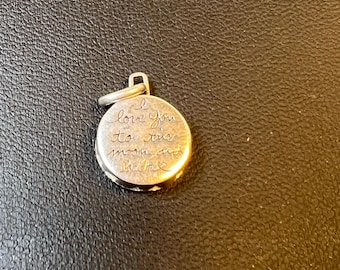 I
love you
to the
moon and
back